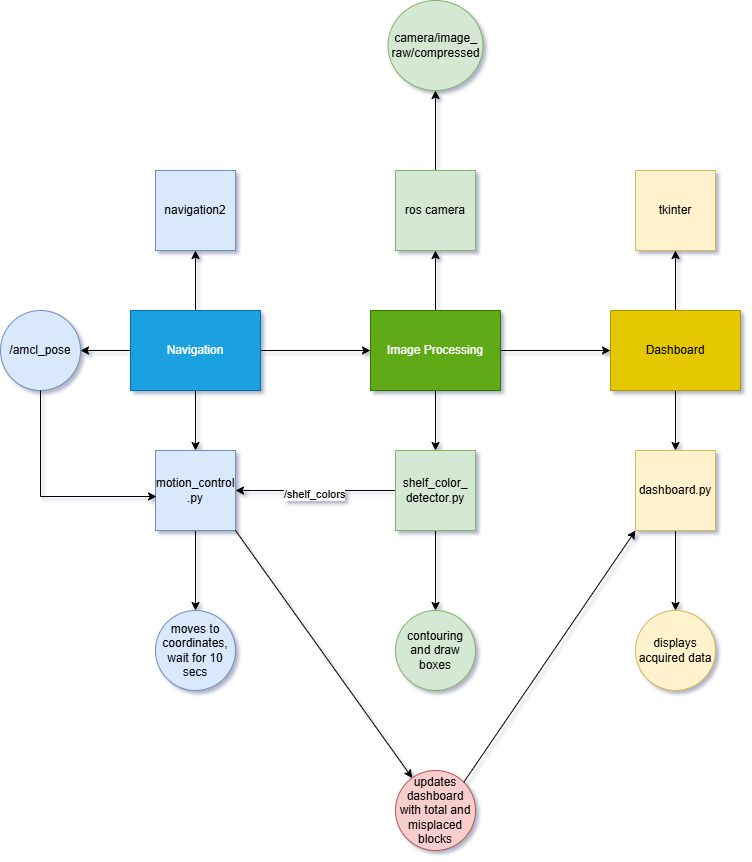 camera/image_
raw/compressed
navigation2
ros camera
tkinter
/amcl_pose
Navigation
Image Processing
Dashboard
motion_control
.py
/shelf_colors
shelf_color_
detector.py
dashboard.py
moves to
coordinates,
wait for 10
secs
contouring
and draw
boxes
displays
acquired data
updates
dashboard
with total and
misplaced
blocks